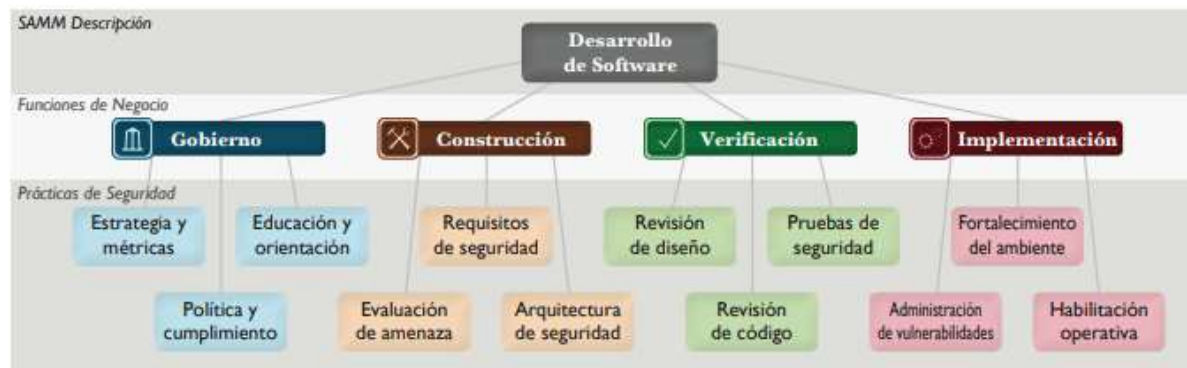 SAMM Descripción
Desarrollo
de Software
Funciones de Negocio
Gobierno
Construcción
Verificación
Implementación
Prácticas de Seguridad
Estrategia y
métricas
Educación y
orientación
Requisitos
de seguridad
Revisión
de diseño
Pruebas de
seguridad
Fortalecimiento
del ambiente
Política y
cumplimiento
Evaluación
de amenaza
Arquitectura
de seguridad
Revisión
de código
Administración
de vulnerabilidades
Habilitación
operativa